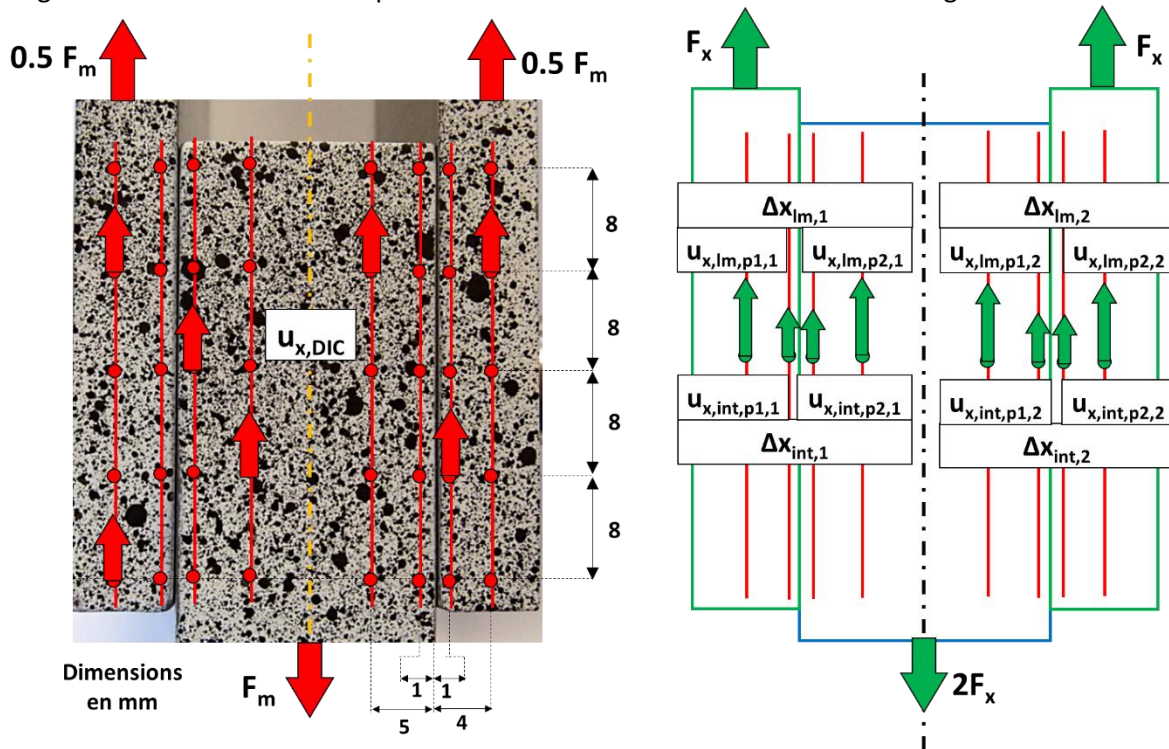 0.5 Fm
0.5 Fm
ux,DIC
8
8
8
8
Dimensions
en mm
Fm
1 1
5 4
Fx
Fx
Δxlm,1
Δxlm,2
ux,lm,p1,1
ux,lm,p2,1
ux,lm,p1,2
ux,lm,p2,2
ux,int,p1,1
ux,int,p2,1
ux,int,p1,2
ux,int,p2,2
Δxint,1
Δxint,2
2Fx